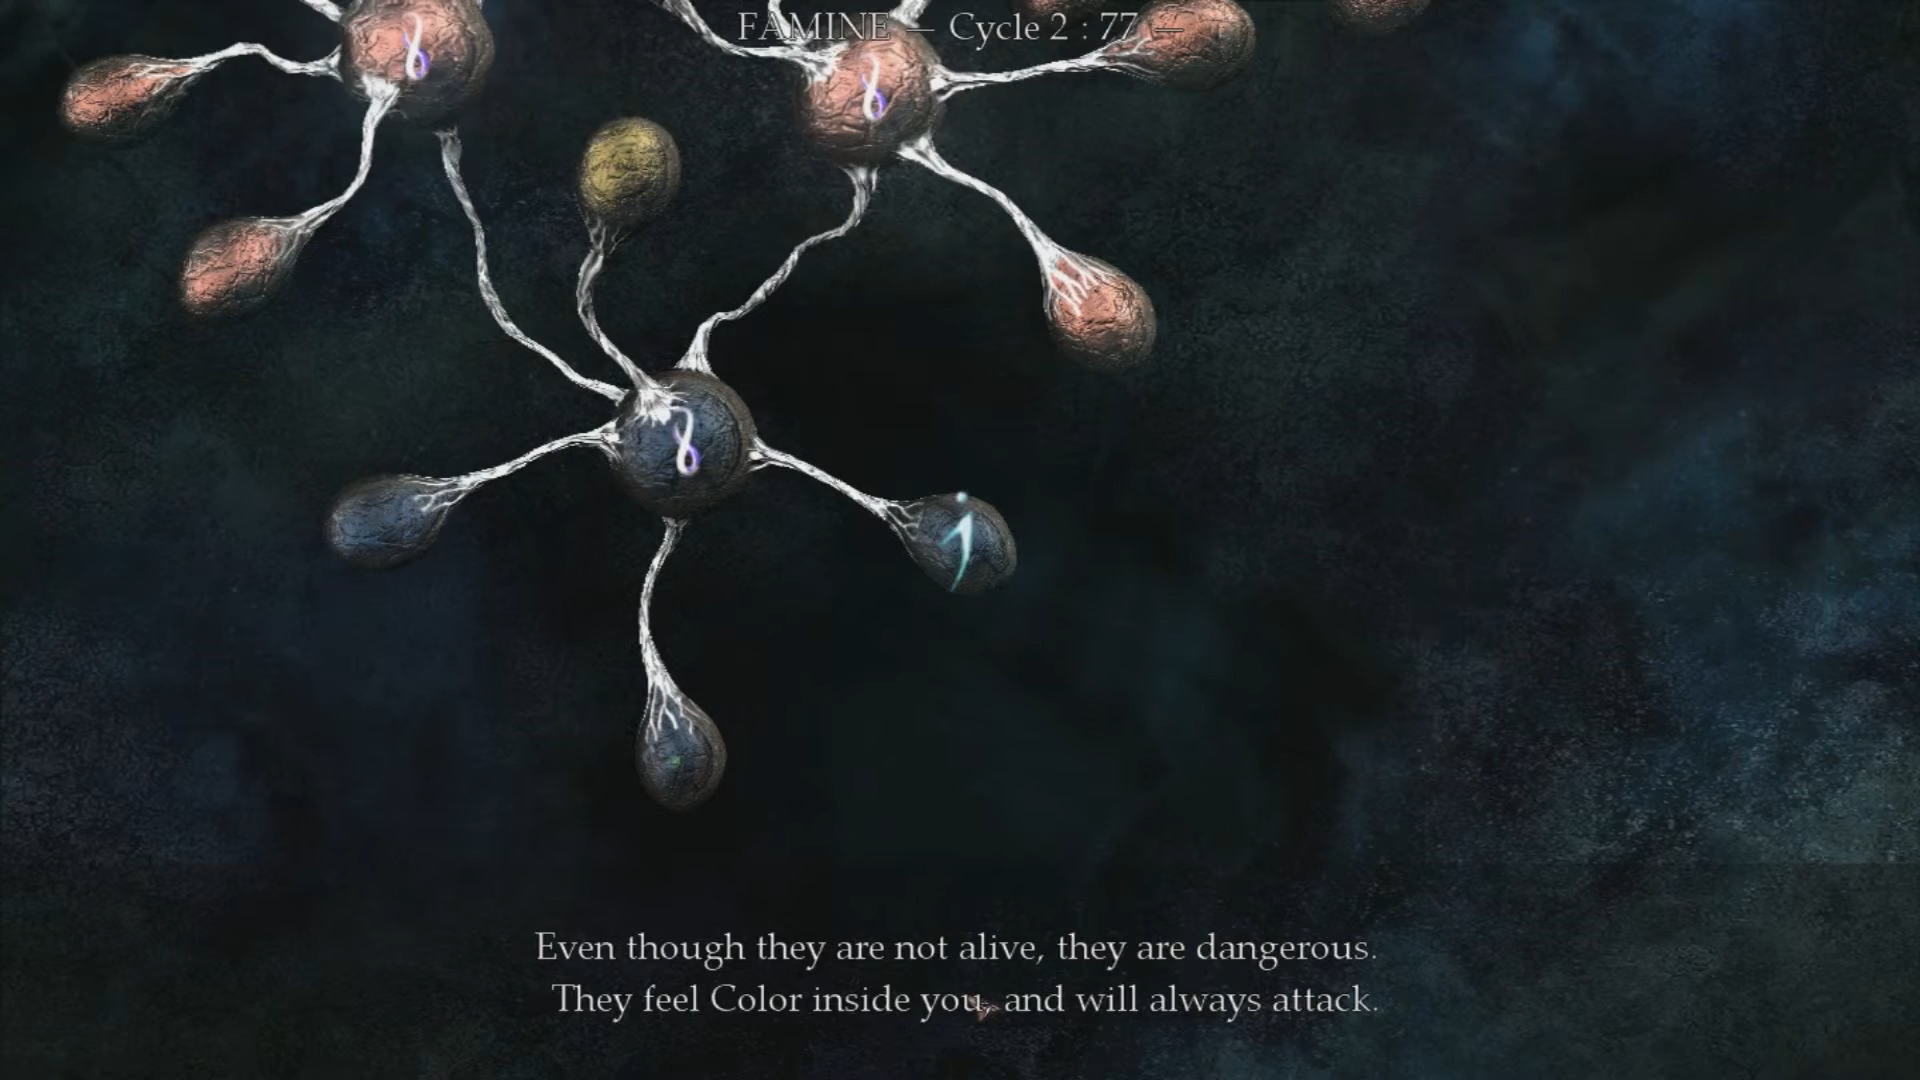 FAMINE — Cycle 2 : 77 —
Even though they are not alive, they are dangerous.
They feel Color inside you, and will always attack.